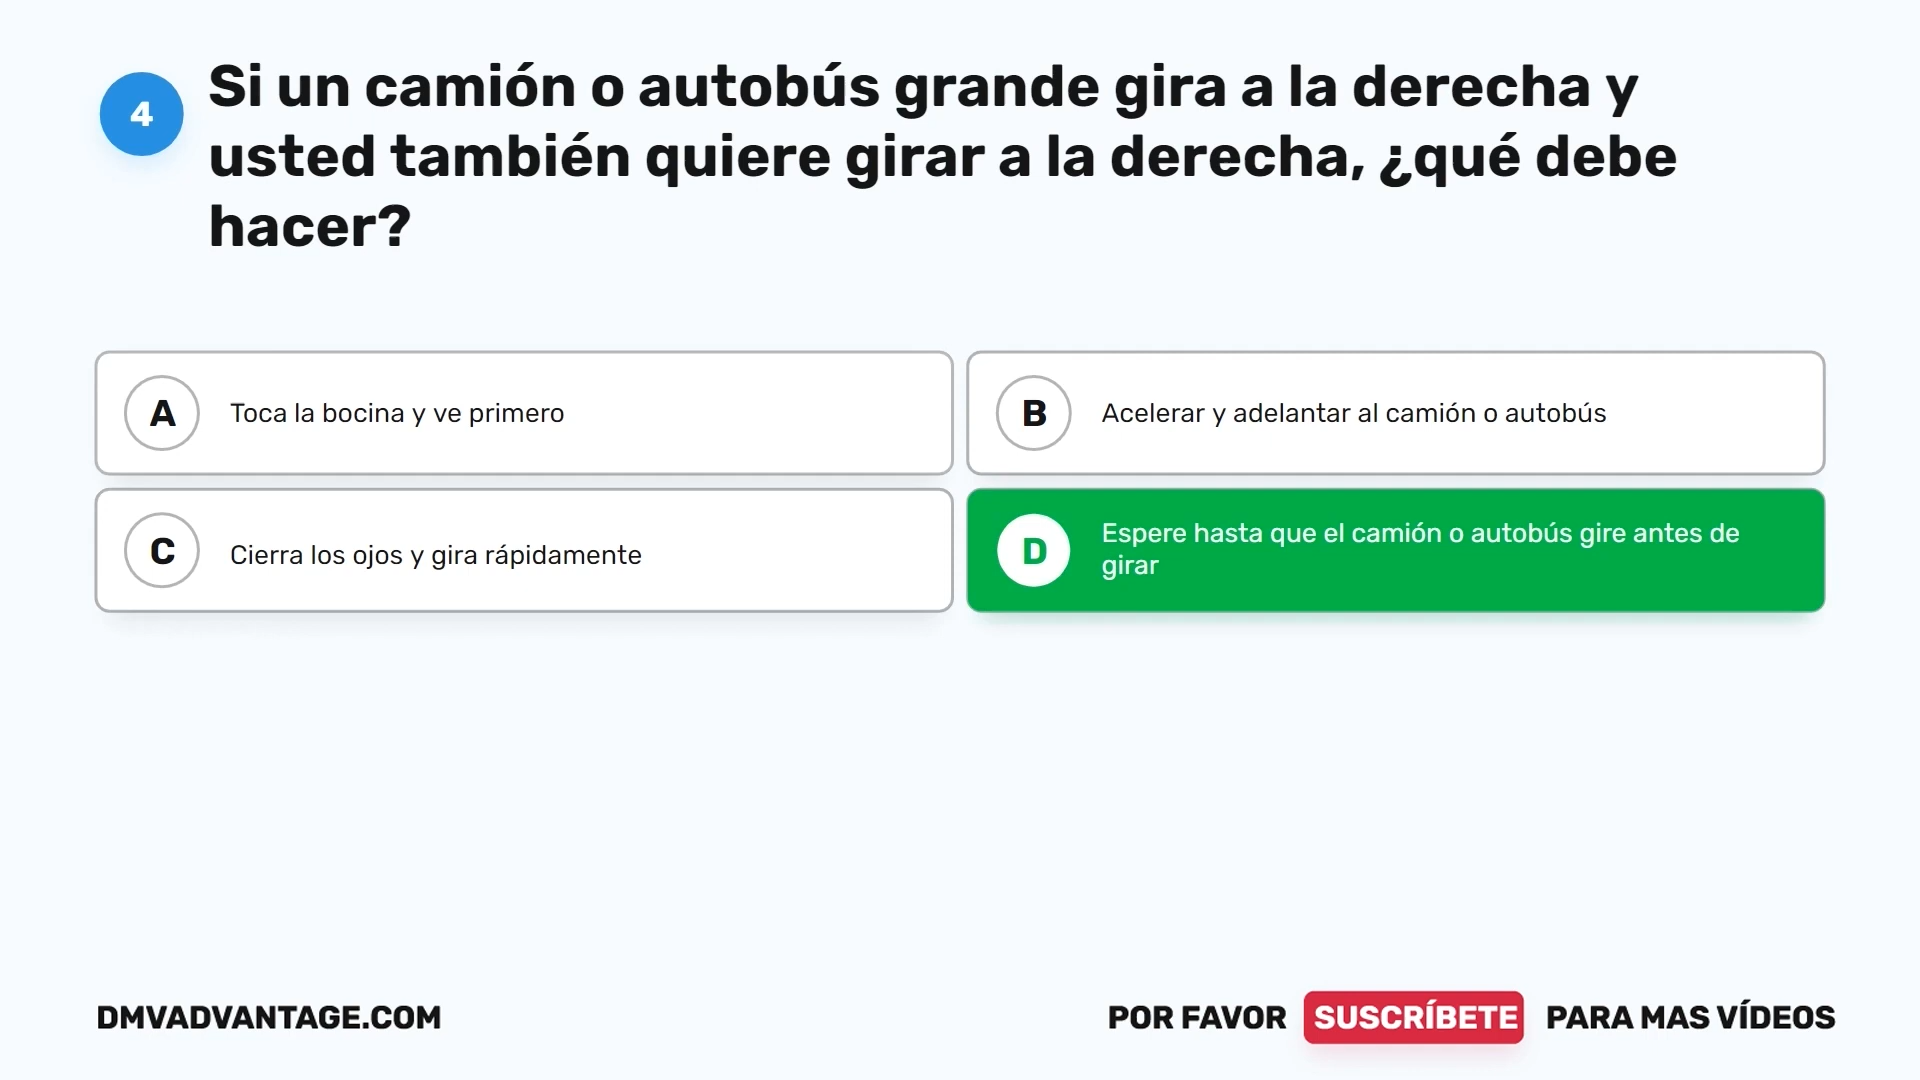 4
Si un camión o autobús grande gira a la derecha y
usted también quiere girar a la derecha, ¿qué debe
hacer?
A Toca la bocina y ve primero
B Acelerar y adelantar al camión o autobús
C Cierra los ojos y gira rápidamente
D Espere hasta que el camión o autobús gire antes de
girar
DMVADVANTAGE.COM
POR FAVOR SUSCRÍBETE PARA MAS VÍDEOS